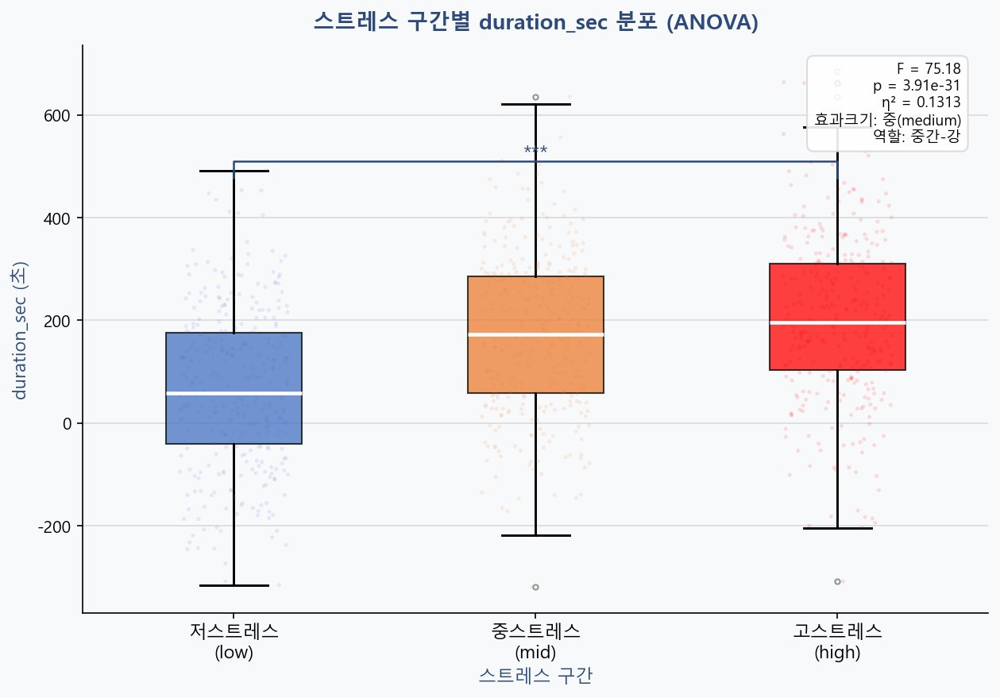 스트레스 구간별 duration_sec 분포 (ANOVA)
F = 75.18
p = 3.91e-31
η² = 0.1313
효과크기: 중(medium)
역할: 중간-강
***
duration_sec (초)
600
400
200
0
-200
저스트레스
(low)
중스트레스
(mid)
고스트레스
(high)
스트레스 구간